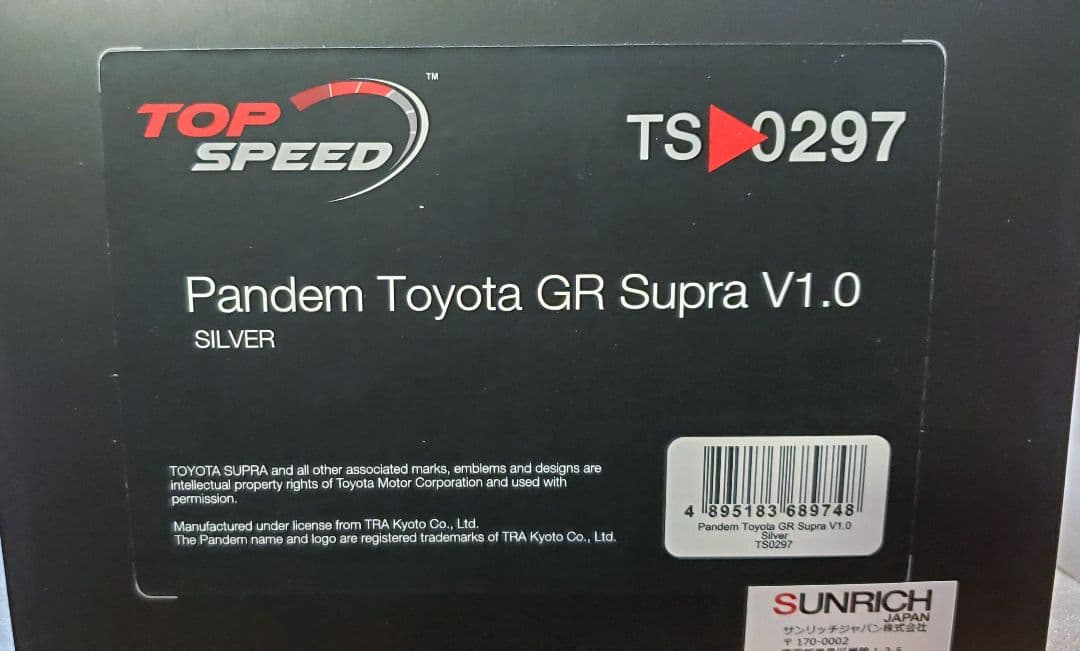 TOP SPEED ™
TS 0297
Pandem Toyota GR Supra V1.0
SILVER
TOYOTA SUPRA and all other associated marks, emblems and designs are
intellectual property rights of Toyota Motor Corporation and used with
permission.
Manufactured under license from TRA Kyoto Co., Ltd.
The Pandem name and logo are registered trademarks of TRA Kyoto Co., Ltd.
4 895183 689748
Pandem Toyota GR Supra V1.0
Silver
TS0297
SUNRICH
JAPAN
サンリッチジャパン株式会社
〒170-0002